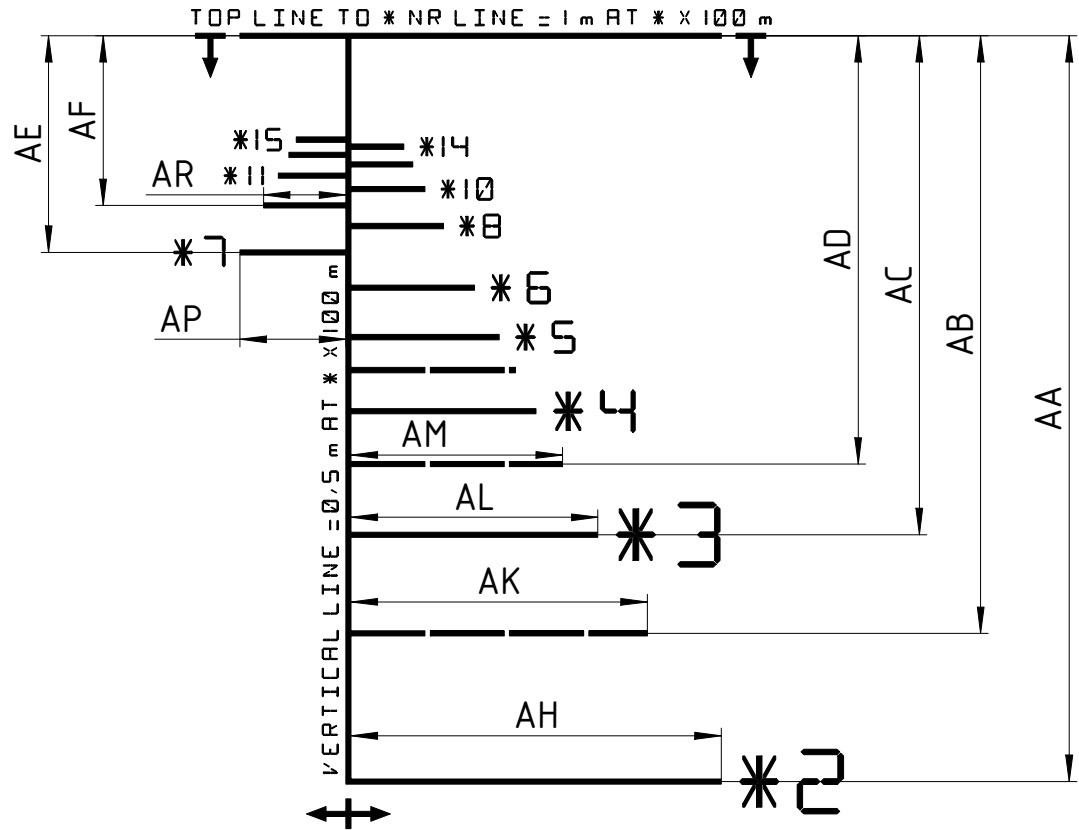 TOP LINE TO * NR LINE = 1 m AT * X 100 m
AE
AF
*15
*14
*11
AR
*10
*8
*7
AD
AC
AB
AA
*6
AP
*5
*4
AM
AL
*3
AK
AH
*2
VERTICAL LINE = 0,5 m AT * X 100 m